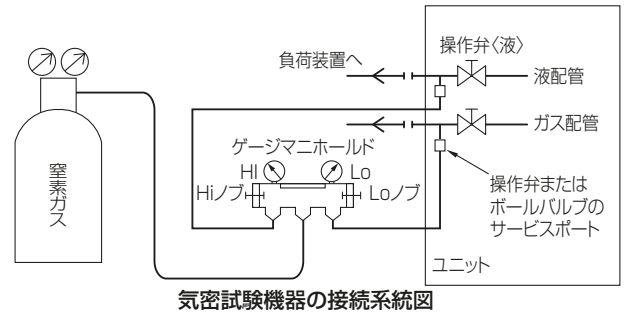 操作弁〈液〉
負荷装置へ
液配管
ガス配管
ゲージマニホールド
HI
Lo
Hiノブ
Loノブ
窒素ガス
操作弁または
ボールバルブの
サービスポート
ユニット
気密試験機器の接続系統図